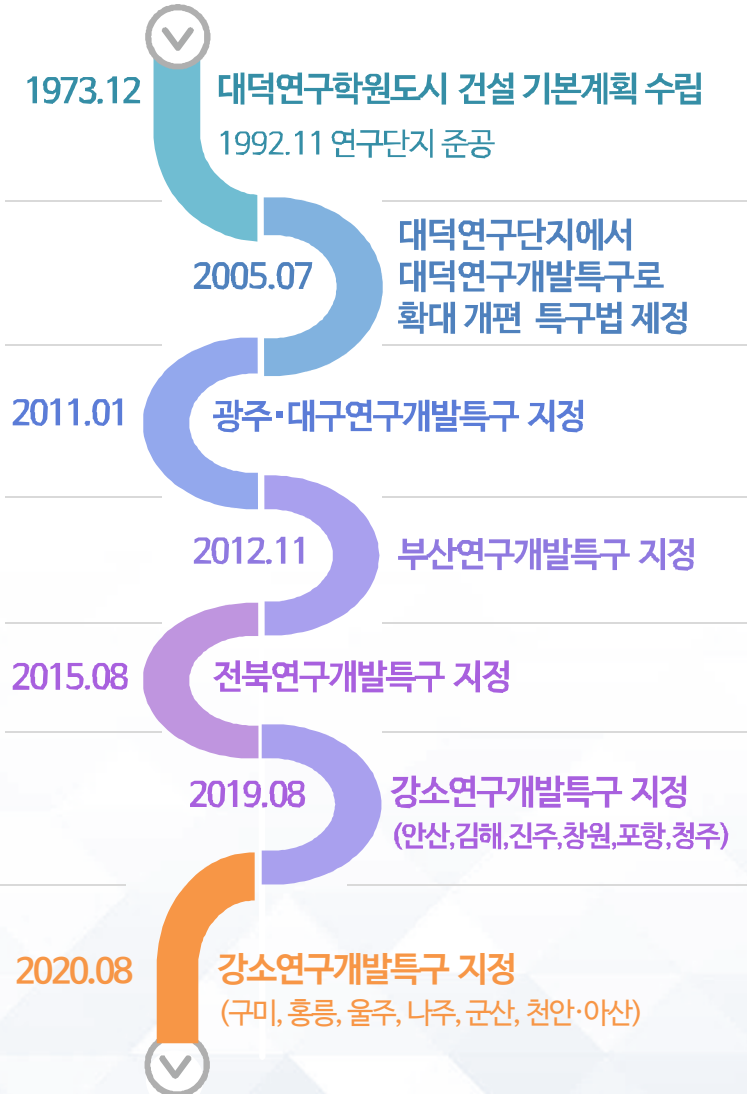 1973.12
대덕연구학원도시 건설 기본계획 수립
1992.11 연구단지 준공
2005.07
대덕연구단지에서
대덕연구개발특구로
확대 개편 특구법 제정
2011.01
광주·대구연구개발특구 지정
2012.11
부산연구개발특구 지정
2015.08
전북연구개발특구 지정
2019.08
강소연구개발특구 지정
(안산,김해,진주,창원,포항,청주)
2020.08
강소연구개발특구 지정
(구미, 홍릉, 울주, 나주, 군산, 천안·아산)